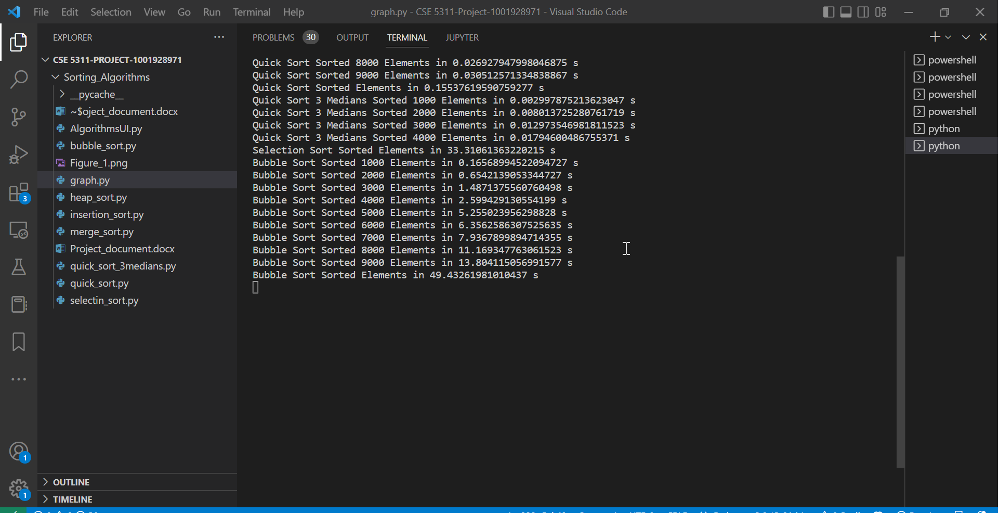 File Edit Selection View Go Run Terminal Help
graph.py - CSE 5311-Project-1001928971 - Visual Studio Code
EXPLORER
CSE 5311-PROJECT-1001928971
Sorting_Algorithms
__pycache__
~$oject_document.docx
AlgorithmsUI.py
bubble_sort.py
Figure_1.png
graph.py
heap_sort.py
insertion_sort.py
merge_sort.py
Project_document.docx
quick_sort_3medians.py
quick_sort.py
selectin_sort.py
OUTLINE
TIMELINE
3
1
1
PROBLEMS 30 OUTPUT TERMINAL JUPYTER
Quick Sort Sorted 8000 Elements in 0.026927947998046875 s
Quick Sort Sorted 9000 Elements in 0.030512571334838867 s
Quick Sort Sorted Elements in 0.15537619590759277 s
Quick Sort 3 Medians Sorted 1000 Elements in 0.002997875213623047 s
Quick Sort 3 Medians Sorted 2000 Elements in 0.008013725280761719 s
Quick Sort 3 Medians Sorted 3000 Elements in 0.012973546981811523 s
Quick Sort 3 Medians Sorted 4000 Elements in 0.01794600486755371 s
Selection Sort Sorted Elements in 33.31061363220215 s
Bubble Sort Sorted 1000 Elements in 0.16568994522094727 s
Bubble Sort Sorted 2000 Elements in 0.6542139053344727 s
Bubble Sort Sorted 3000 Elements in 1.4871375560760498 s
Bubble Sort Sorted 4000 Elements in 2.599429130554199 s
Bubble Sort Sorted 5000 Elements in 5.255023956298828 s
Bubble Sort Sorted 6000 Elements in 6.3562586307525635 s
Bubble Sort Sorted 7000 Elements in 7.9367899894714355 s
Bubble Sort Sorted 8000 Elements in 11.169347763061523 s
Bubble Sort Sorted 9000 Elements in 13.804115056991577 s
Bubble Sort Sorted Elements in 49.43261981010437 s
powershell
powershell
powershell
powershell
python
python